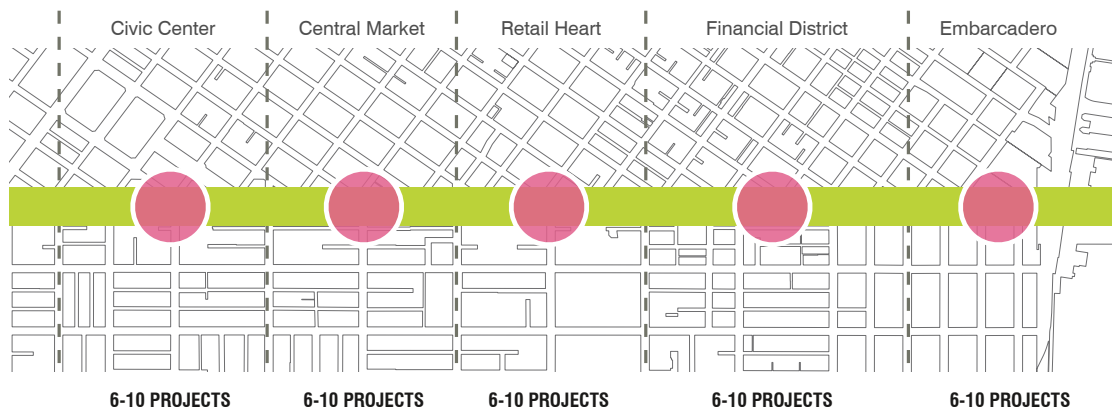 Civic Center
Central Market
Retail Heart
Financial District
Embarcadero
6-10 PROJECTS
6-10 PROJECTS
6-10 PROJECTS
6-10 PROJECTS
6-10 PROJECTS